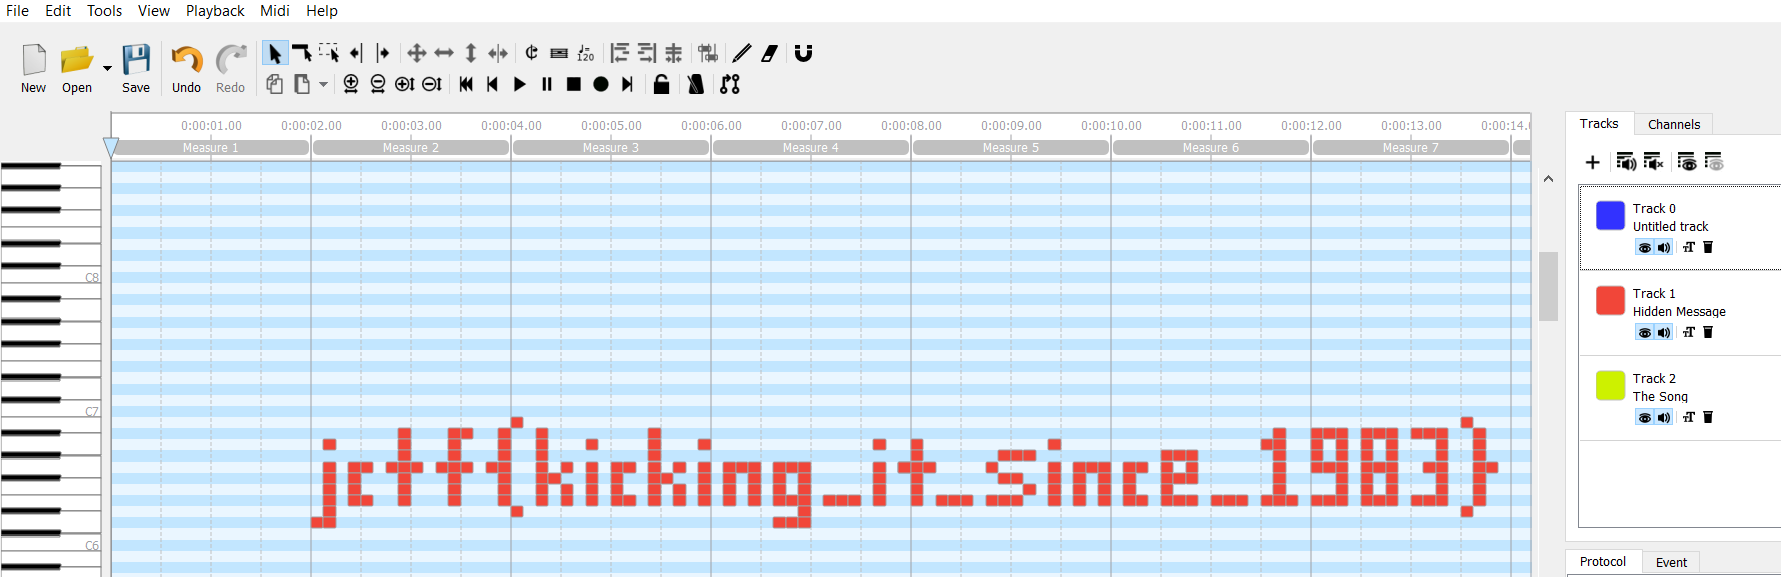 File Edit Tools View Playback Midi Help
120
New Open Save Undo Redo
0:00:01.00 0:00:02.00 0:00:03.00 0:00:04.00 0:00:05.00 0:00:06.00 0:00:07.00 0:00:08.00 0:00:09.00 0:00:10.00 0:00:11.00 0:00:12.00 0:00:13.00 0:00:14.0
Measure 1 Measure 2 Measure 3 Measure 4 Measure 5 Measure 6 Measure 7
C8
C7
C6
jctf{kicking_it_since_1983}
Tracks Channels
Track 0
Untitled track
Track 1
Hidden Message
Track 2
The Song
Protocol Event